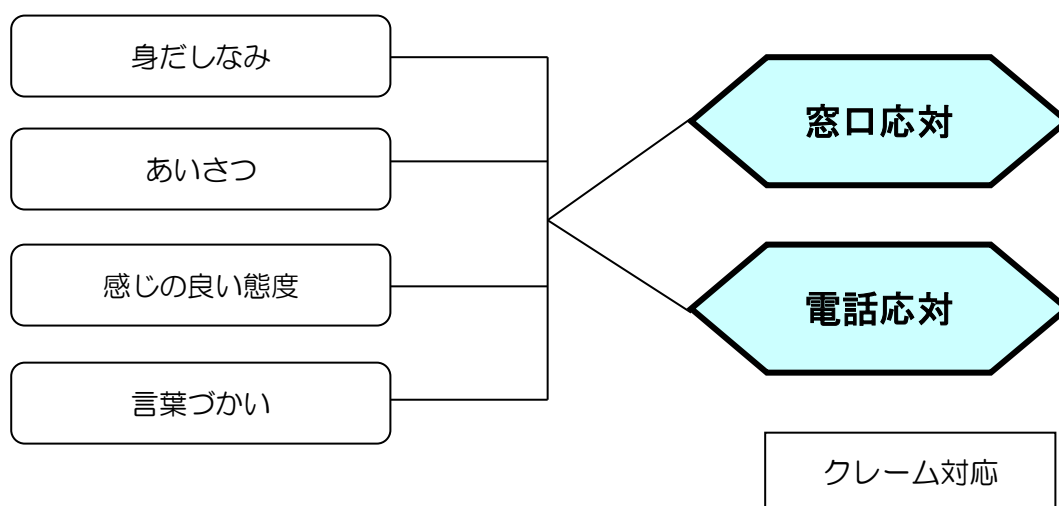 身だしなみ
あいさつ
感じの良い態度
言葉づかい
窓口応対
電話応対
クレーム対応